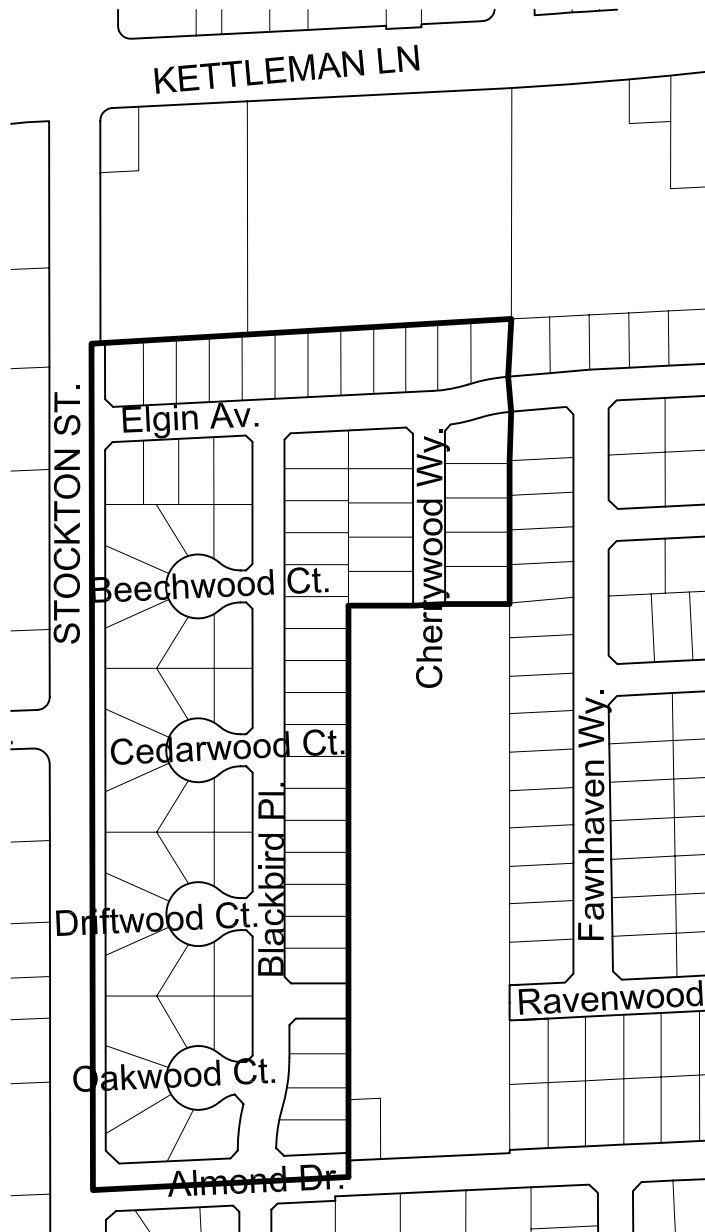 KETTLEMAN LN
STOCKTON ST.
Elgin Av.
Cherrywood Wy.
Beechwood Ct.
Cedarwood Ct.
Blackbird Pl.
Fawnhaven Wy.
Driftwood Ct.
Ravenwood
Oakwood Ct.
Almond Dr.